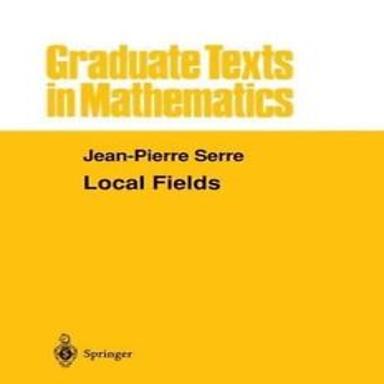 Graduate Texts
in Mathematics
Jean-Pierre Serre
Local Fields
Springer